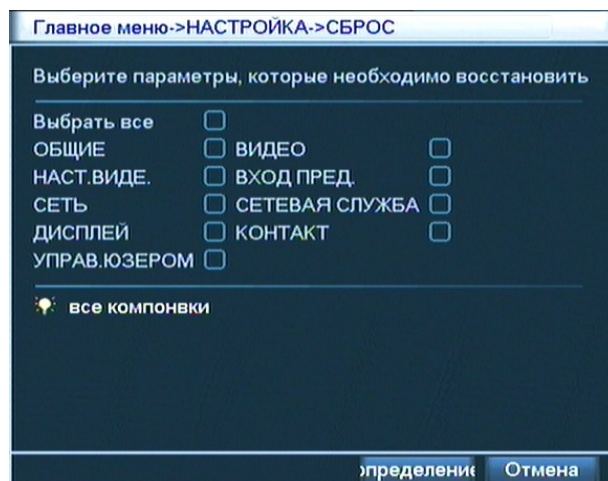 Главное меню->НАСТРОЙКА->СБРОС
Выберите параметры, которые необходимо восстановить
Выбрать все
ОБЩИЕ ВИДЕО
НАСТ.ВИДЕ. ВХОД ПРЕД.
СЕТЬ СЕТЕВАЯ СЛУЖБА
ДИСПЛЕЙ КОНТАКТ
УПРАВ.ЮЗЕРОМ
все компонвки
определение Отмена